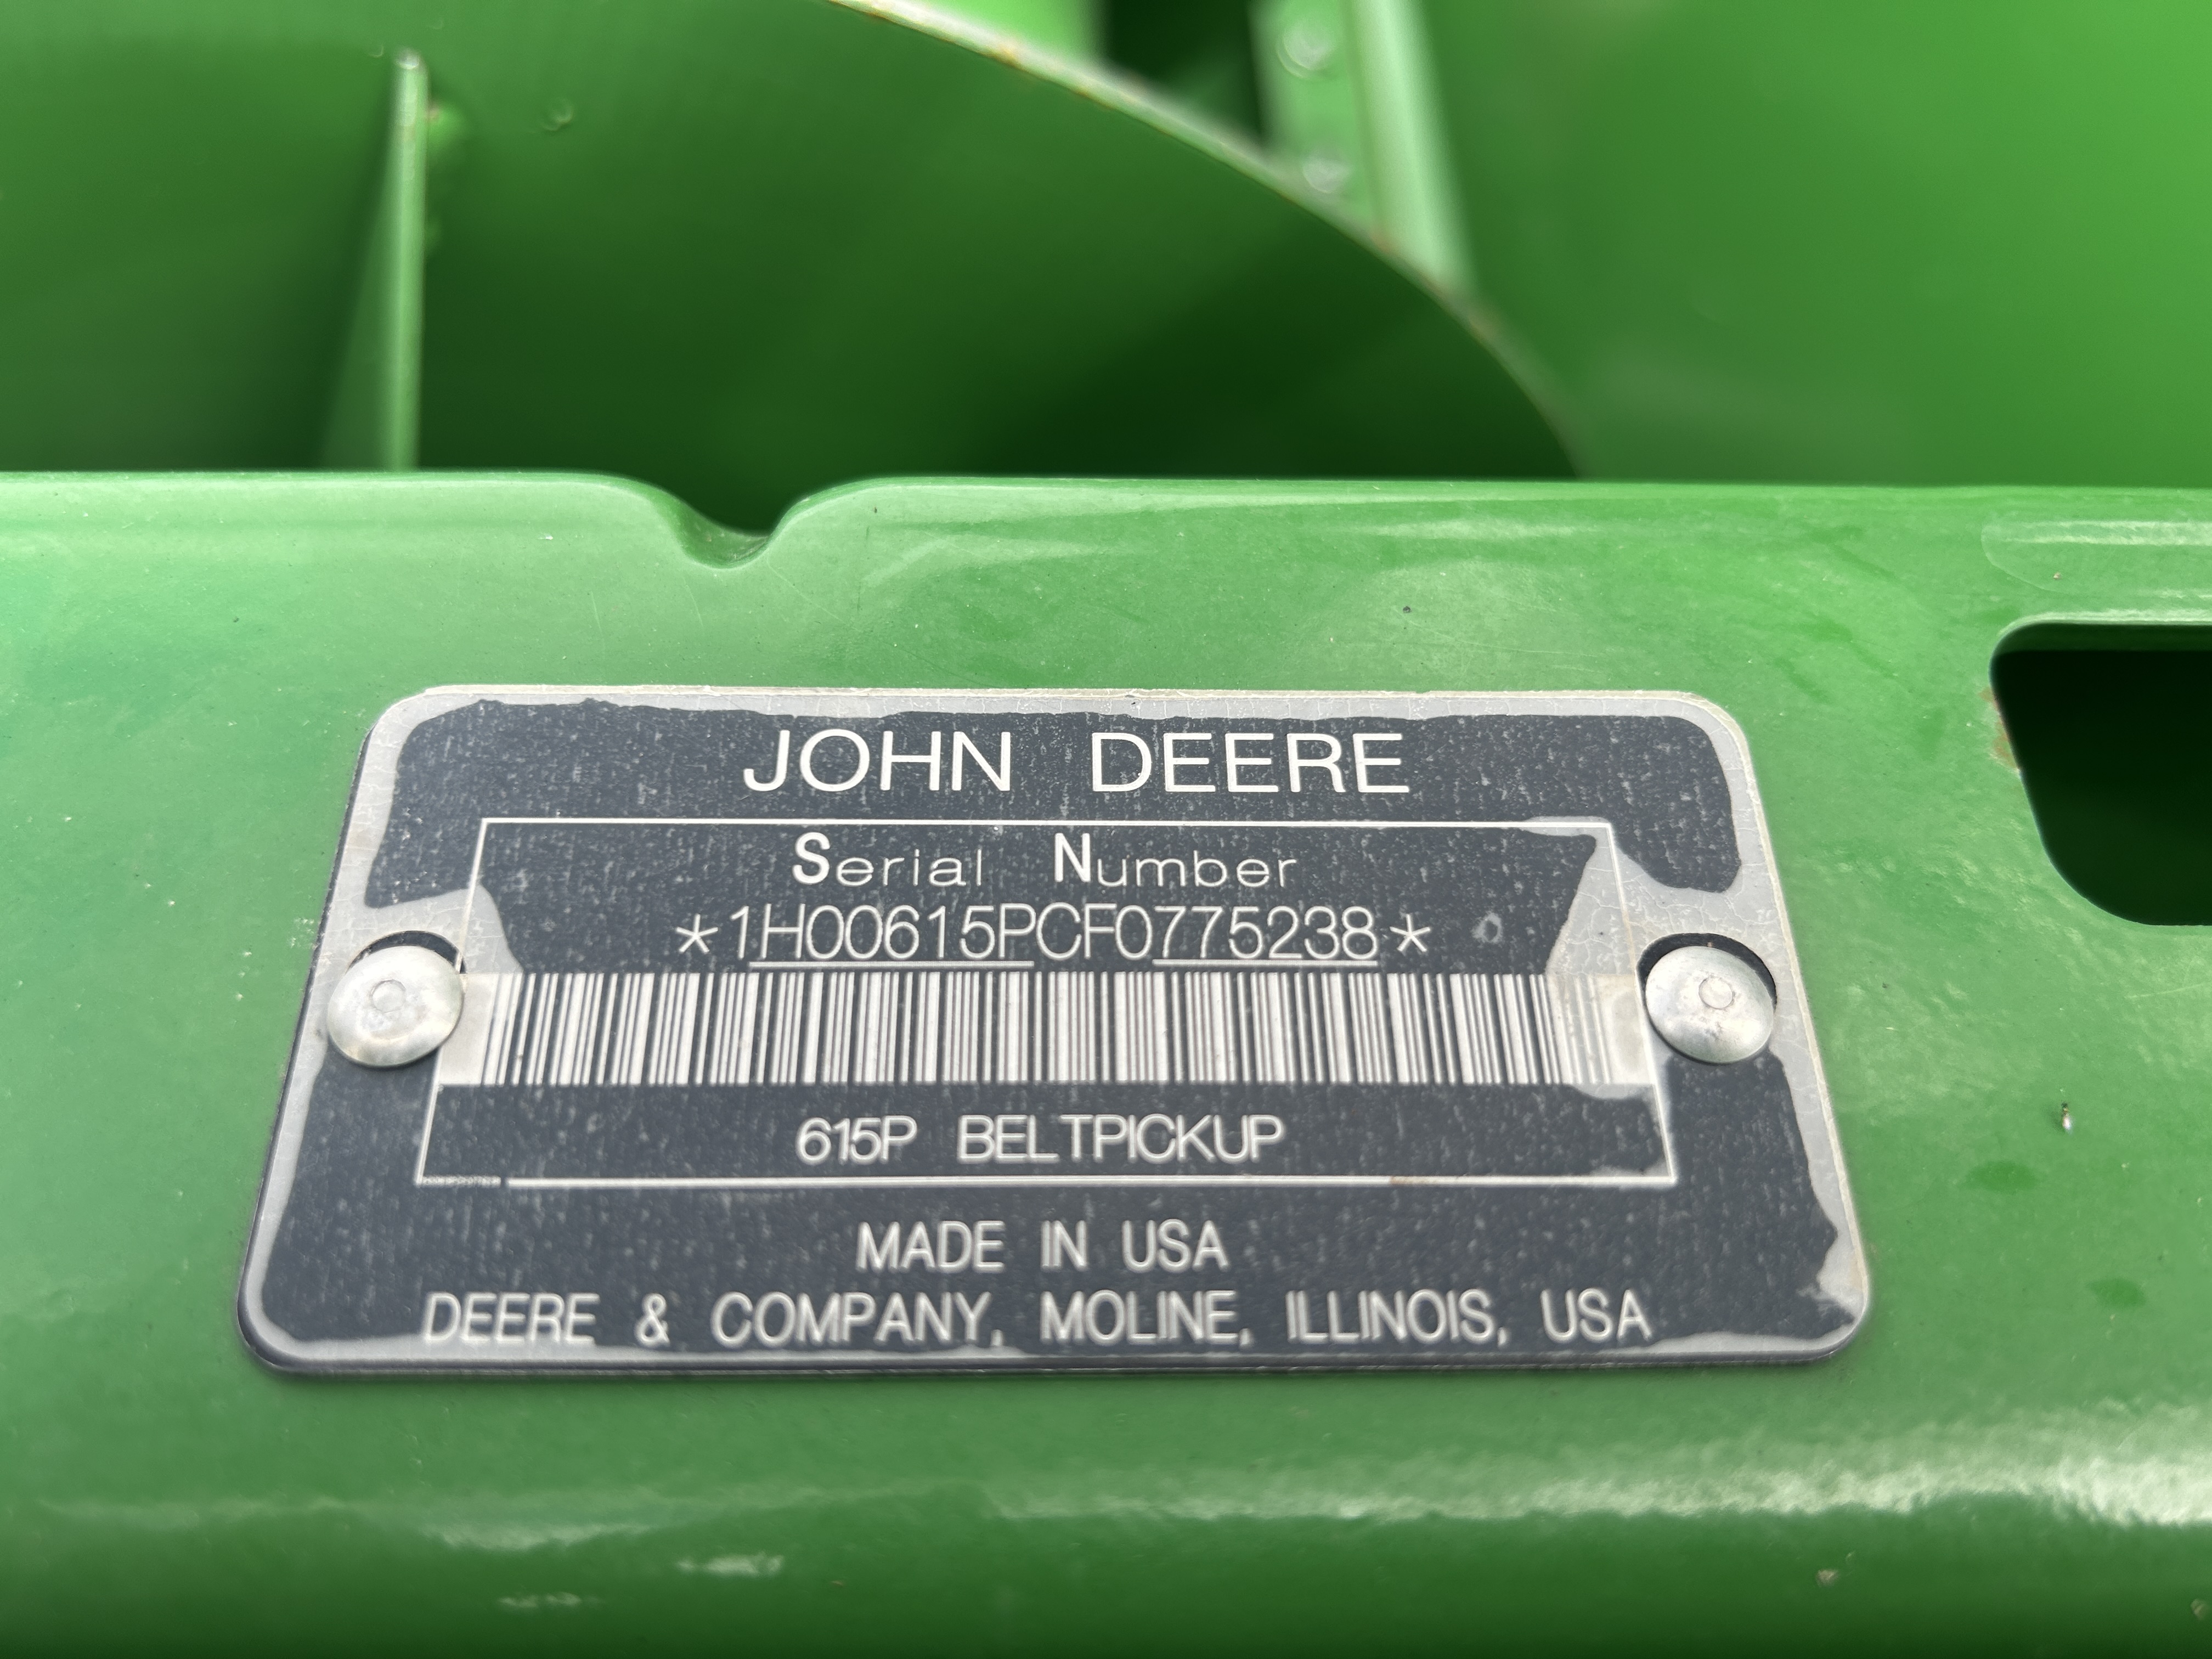 JOHN DEERE
Serial Number
*1H00615PCF0775238*
615P BELTPICKUP
MADE IN USA
DEERE & COMPANY, MOLINE, ILLINOIS, USA